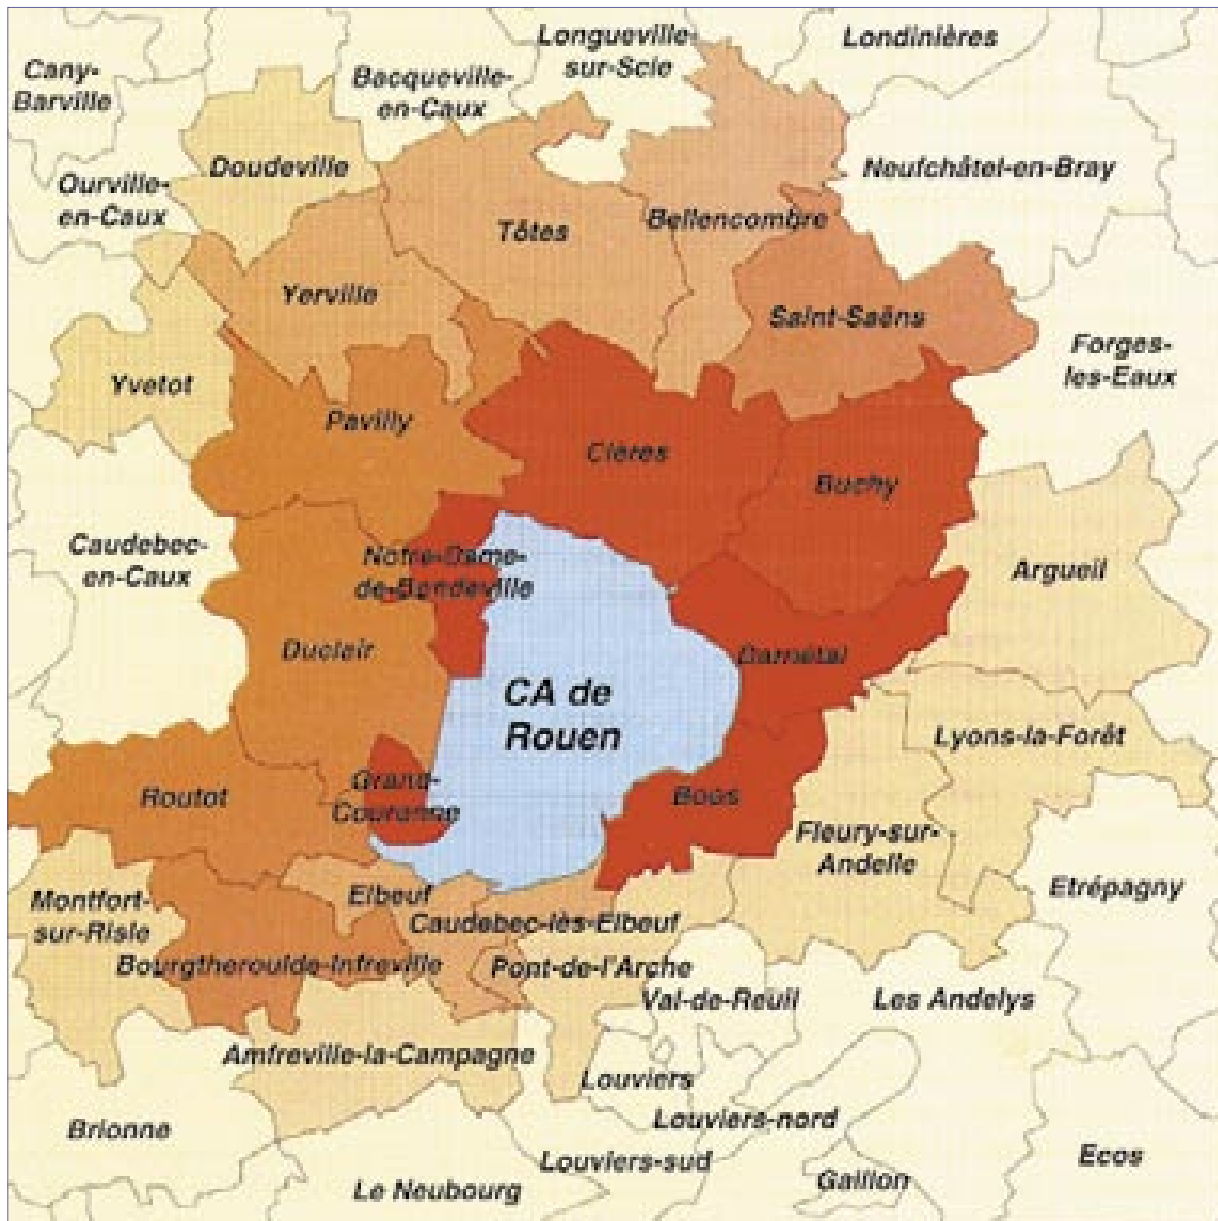 Longueville-
sur-Scie
Londinières
Cany-
Barville
Bacqueville-
en-Caux
Doudeville
Neufchâtel-en-Bray
Ourville-
en-Caux
Tôtes
Bellencombre
Yerville
Saint-Saëns
Forges-
les-Eaux
Yvetot
Pavilly
Clères
Buchy
Caudebec-
en-Caux
Notre-Dame-
de-Bondeville
Argueil
Duclair
Darnétal
CA de
Rouen
Lyons-la-Forêt
Routot
Grand-
Couronne
Boos
Fleury-sur-
Andelle
Etrépagny
Montfort-
sur-Risle
Elbeuf
Caudebec-lès-Elbeuf
Bourgtheroulde-Infreville
Pont-de-l'Arche
Val-de-Reuil
Les Andelys
Amfreville-la-Campagne
Louviers
Louviers-nord
Brionne
Louviers-sud
Ecos
Gaillon
Le Neubourg